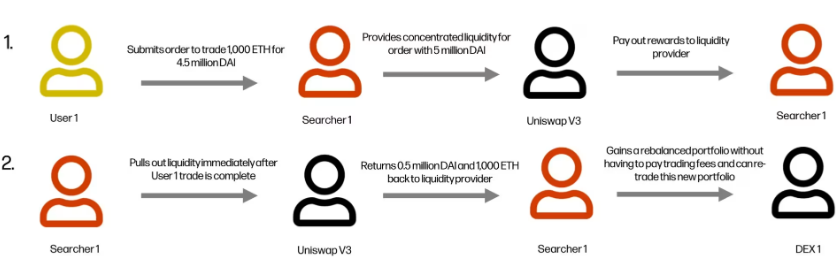 1.
Submits order to trade 1,000 ETH for
4.5 million DAI
Provides concentrated liquidity for
order with 5 million DAI
Pay out rewards to liquidity
provider
User 1
Searcher 1
Uniswap V3
Searcher 1
2.
Pulls out liquidity immediately after
User 1 trade is complete
Returns 0.5 million DAI and 1,000 ETH
back to liquidity provider
Gains a rebalanced portfolio without
having to pay trading fees and can re-
trade this new portfolio
Searcher 1
Uniswap V3
Searcher 1
DEX 1